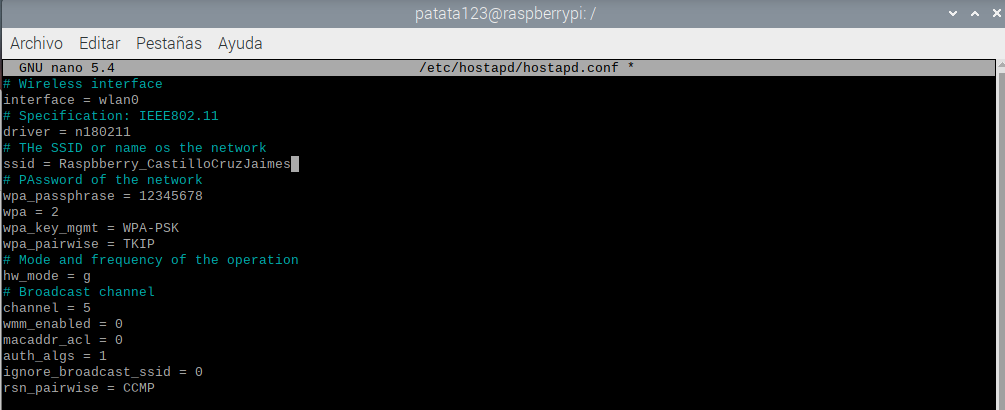 patata123@raspberrypi: /
Archivo Editar Pestañas Ayuda
GNU nano 5.4 /etc/hostapd/hostapd.conf *
# Wireless interface
interface = wlan0
# Specification: IEEE802.11
driver = n180211
# THe SSID or name os the network
ssid = Raspbberry_CastilloCruzJaimes
# PAssword of the network
wpa_passphrase = 12345678
wpa = 2
wpa_key_mgmt = WPA-PSK
wpa_pairwise = TKIP
# Mode and frequency of the operation
hw_mode = g
# Broadcast channel
channel = 5
wmm_enabled = 0
macaddr_acl = 0
auth_algs = 1
ignore_broadcast_ssid = 0
rsn_pairwise = CCMP